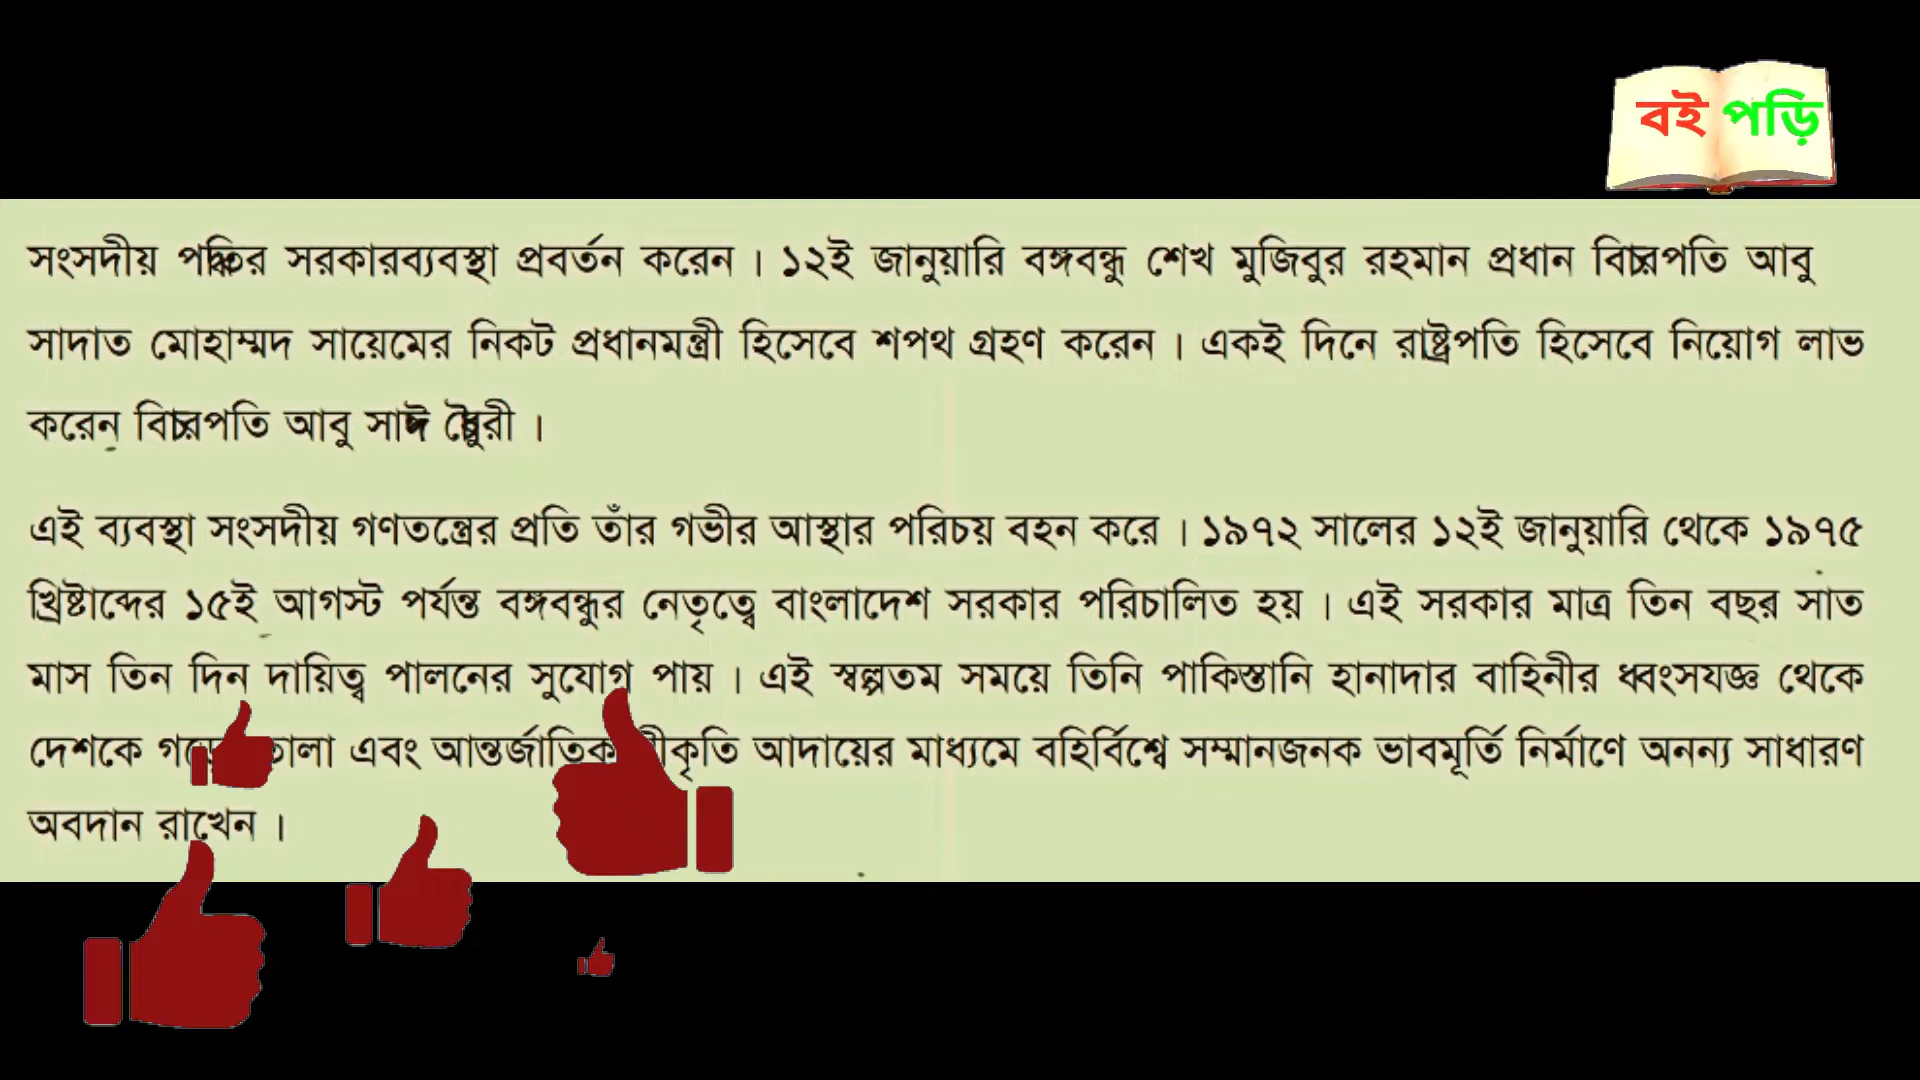 বই পড়ি
সংসদীয় পদ্ধতির সরকারব্যবস্থা প্রবর্তন করেন । ১২ই জানুয়ারি বঙ্গবন্ধু শেখ মুজিবুর রহমান প্রধান বিচারপতি আবু
সাদাত মোহাম্মদ সায়েমের নিকট প্রধানমন্ত্রী হিসেবে শপথ গ্রহণ করেন । একই দিনে রাষ্ট্রপতি হিসেবে নিয়োগ লাভ
করেন বিচারপতি আবু সাঈদ চৌধুরী ।
এই ব্যবস্থা সংসদীয় গণতন্ত্রের প্রতি তাঁর গভীর আস্থার পরিচয় বহন করে । ১৯৭২ সালের ১২ই জানুয়ারি থেকে ১৯৭৫
খ্রিষ্টাব্দের ১৫ই আগস্ট পর্যন্ত বঙ্গবন্ধুর নেতৃত্বে বাংলাদেশ সরকার পরিচালিত হয় । এই সরকার মাত্র তিন বছর সাত
মাস তিন দিন দায়িত্ব পালনের সুযোগ পায় । এই স্বল্পতম সময়ে তিনি পাকিস্তানি হানাদার বাহিনীর ধ্বংসযজ্ঞ থেকে
দেশকে এবং আন্তর্জাতিক আদায়ের মাধ্যমে বহির্বিশ্বে সম্মানজনক ভাবমূর্তি নির্মাণে অনন্য সাধারণ
অবদান রাখেন ।